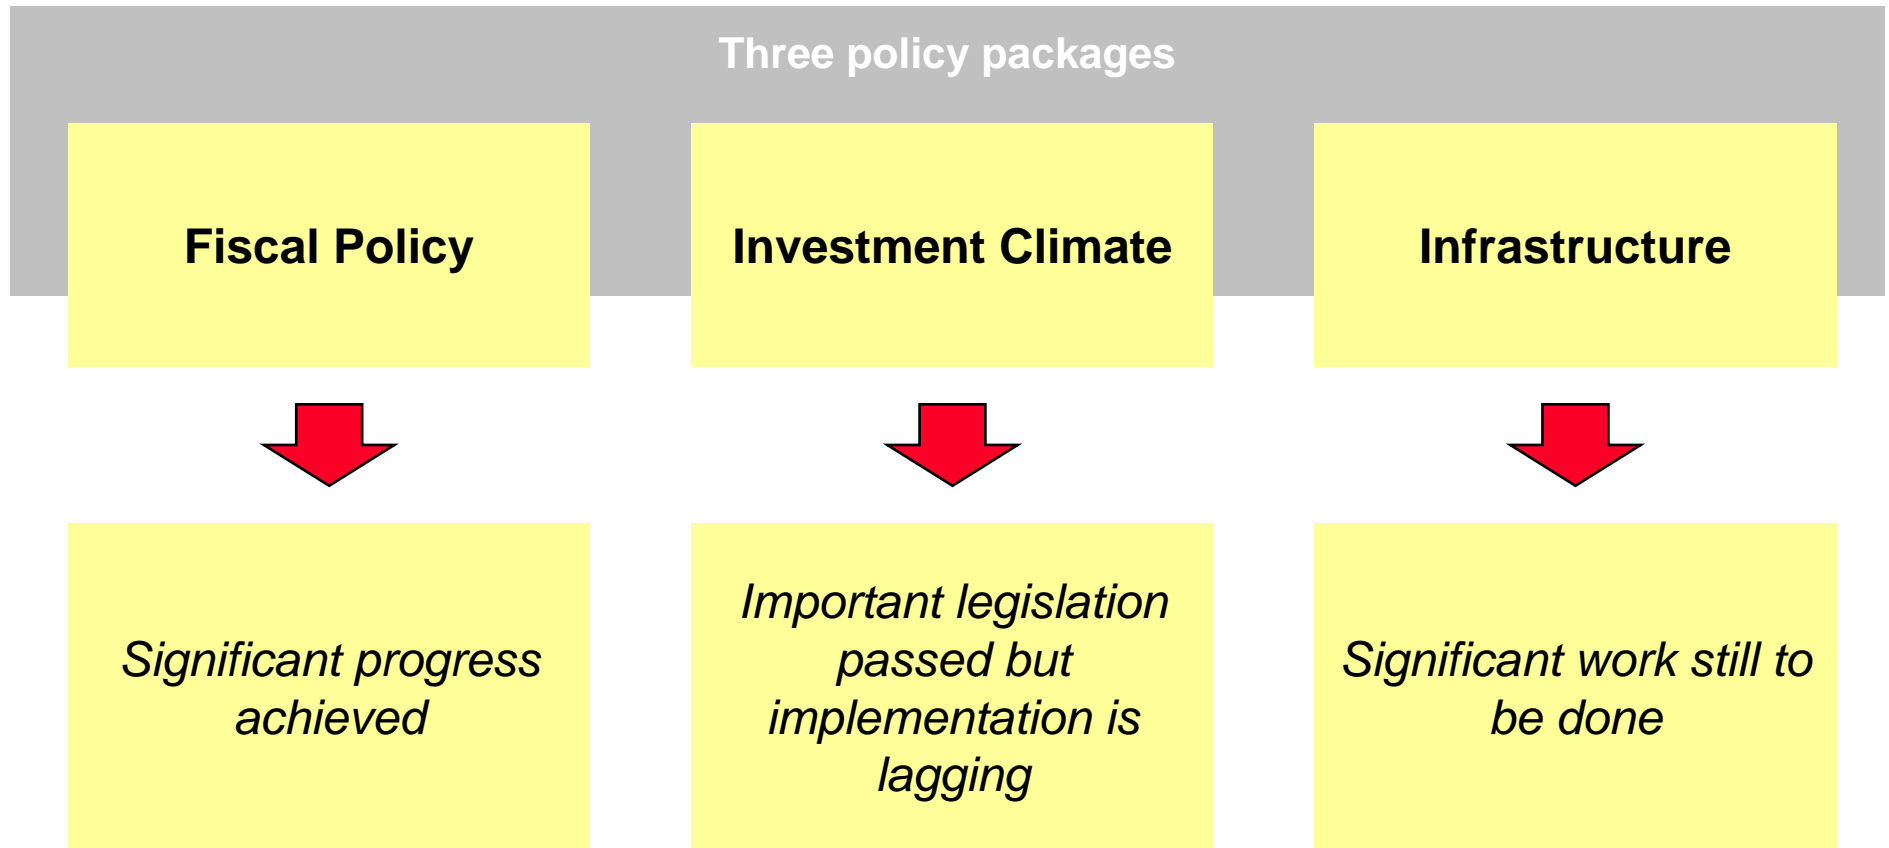 Three policy packages
Fiscal Policy
Investment Climate
Infrastructure
Significant progress
achieved
Important legislation
passed but
implementation is
lagging
Significant work still to
be done